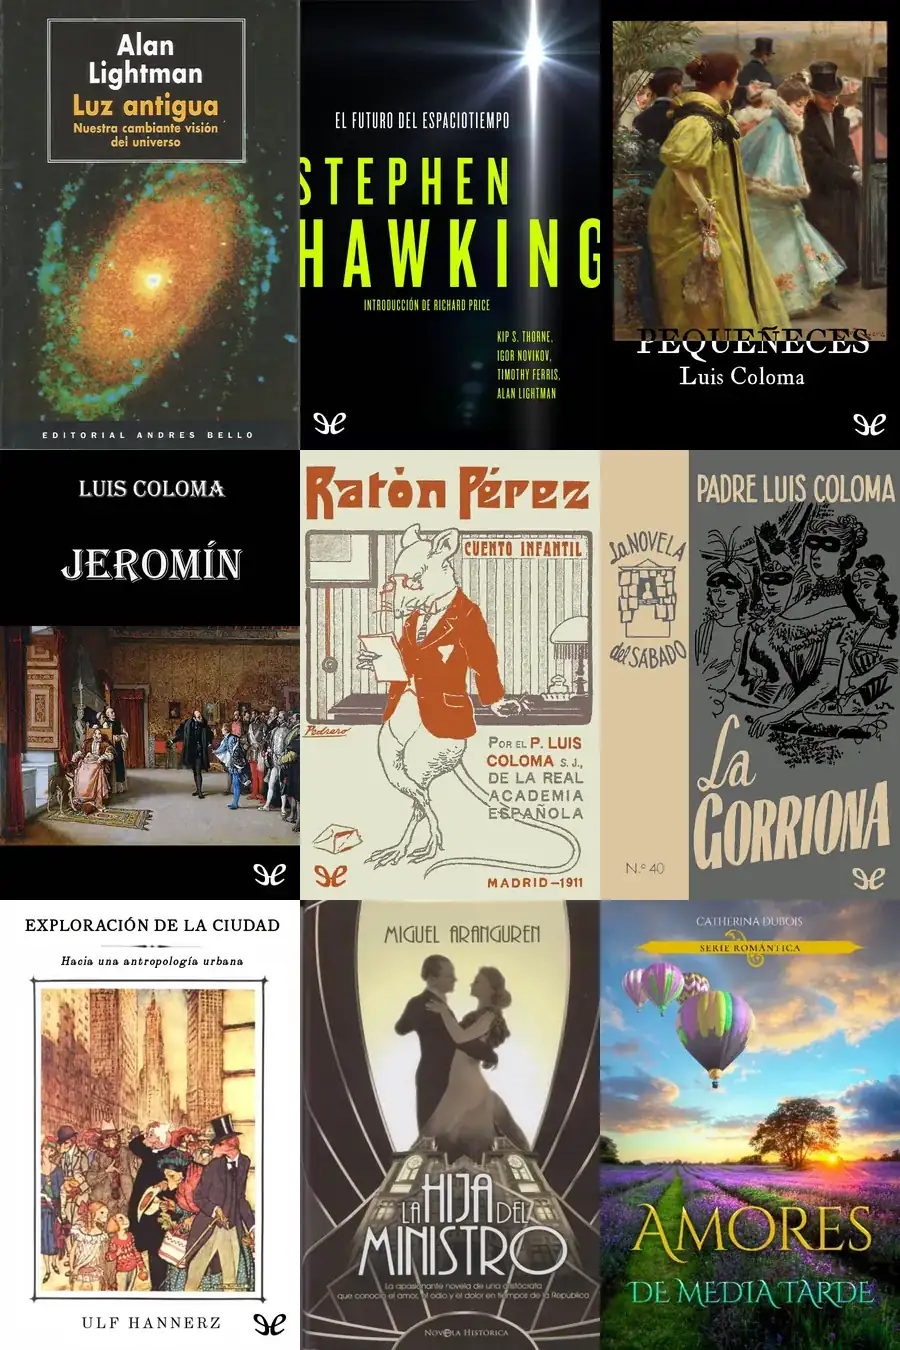 Alan
Lightman
Luz antigua
Nuestra cambiante visión
del universo
EDITORIAL ANDRES BELLO
EL FUTURO DEL ESPACIOTIEMPO
STEPHEN
HAWKING
INTRODUCCIÓN DE RICHARD PRICE
KIP S. THORNE,
IGOR NOVIKOV,
TIMOTHY FERRIS,
ALAN LIGHTMAN
PEQUEÑECES
Luis Coloma
LUIS COLOMA
JEROMÍN
Ratón Pérez
CUENTO INFANTIL
Pedrero
POR EL P. LUIS
COLOMA S. J.,
DE LA REAL
ACADEMIA
ESPAÑOLA
MADRID-1911
La NOVELA
del SÁBADO
N.º 40
PADRE LUIS COLOMA
La
GORRIONA
EXPLORACIÓN DE LA CIUDAD
Hacia una antropología urbana
ULF HANNERZ
MIGUEL ARANGUREN
LA HIJA DEL
MINISTRO
La apasionante novela de una aristócrata
que conoció el amor, el odio y el dolor en tiempos de la República
NOVELA HISTÓRICA
CATHERINA DUBOIS
SERIE ROMÁNTICA
AMORES
DE MEDIA TARDE